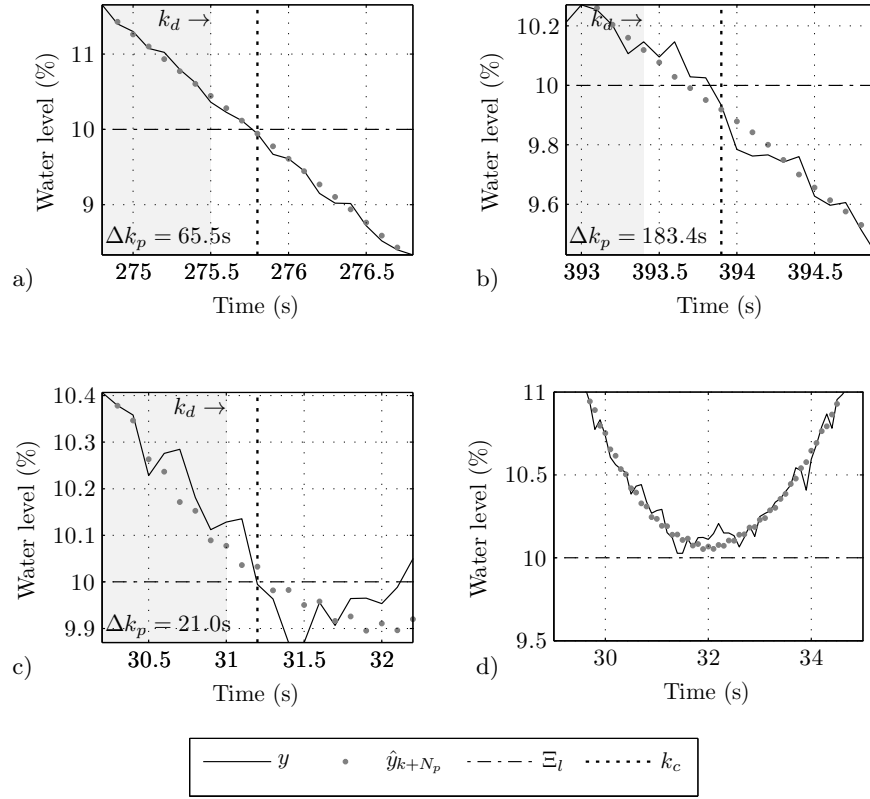 11
10
9
Water level (%)
k_d →
Δk_p = 65.5s
275 275.5 276 276.5
Time (s)
a)
10.2
10
9.8
9.6
Water level (%)
k_d →
Δk_p = 183.4s
393 393.5 394 394.5
Time (s)
b)
10.4
10.3
10.2
10.1
10
9.9
Water level (%)
k_d →
Δk_p = 21.0s
30.5 31 31.5 32
Time (s)
c)
11
10.5
10
9.5
Water level (%)
30 32 34
Time (s)
d)
y ŷ_{k+N_p} Ξ_l k_c